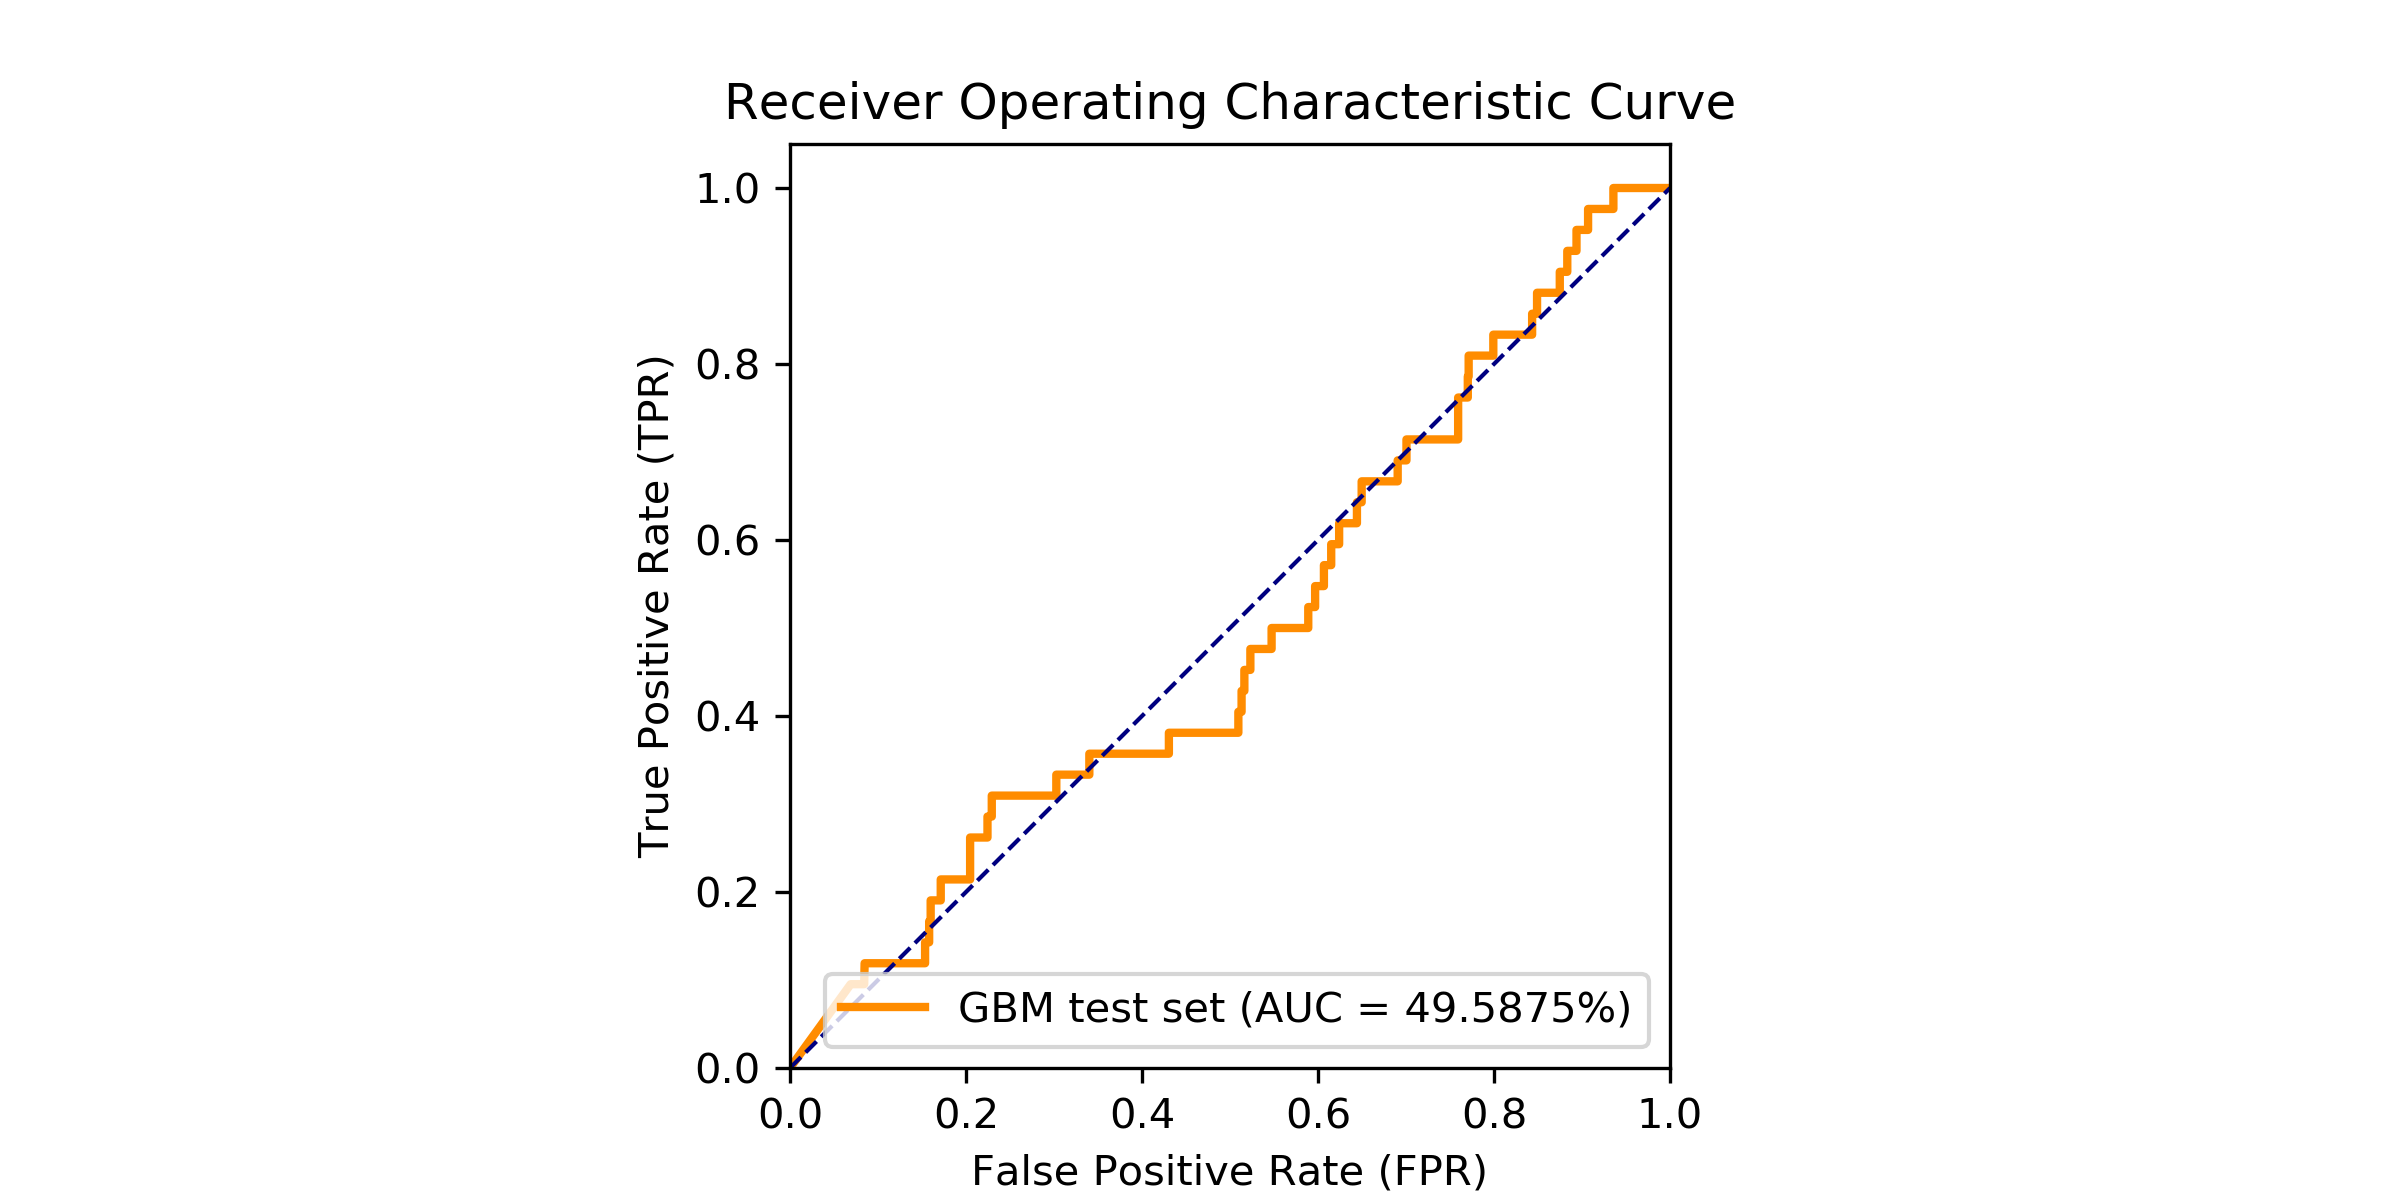 Receiver Operating Characteristic Curve
True Positive Rate (TPR)
1.0
0.8
0.6
0.4
0.2
0.0
GBM test set (AUC = 49.5875%)
0.0 0.2 0.4 0.6 0.8 1.0
False Positive Rate (FPR)